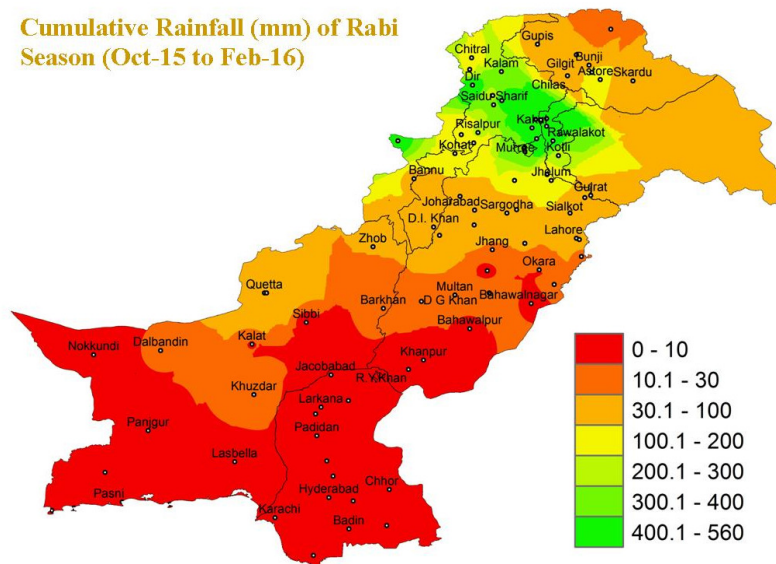 Cumulative Rainfall (mm) of Rabi
Season (Oct-15 to Feb-16)
Gupis
Chitral
Kalam
Bunji
Gilgit
Dir
Astore
Skardu
Chilas
Saidu Sharif
Kakul
Risalpur
Rawalakot
Kohat
Murree
Kotli
Bannu
Jhelum
Gujrat
Joharabad
Sargodha
Sialkot
D.I. Khan
Lahore
Zhob
Jhang
Okara
Quetta
Multan
Barkhan
D G Khan
Bahawalnagar
Sibbi
Bahawalpur
Kalat
Dalbandin
Nokkundi
Khanpur
Jacobabad
R.Y.Khan
Khuzdar
Larkana
Panjgur
Padidan
Lasbella
Pasni
Hyderabad
Chhor
Karachi
Badin
0 - 10
10.1 - 30
30.1 - 100
100.1 - 200
200.1 - 300
300.1 - 400
400.1 - 560